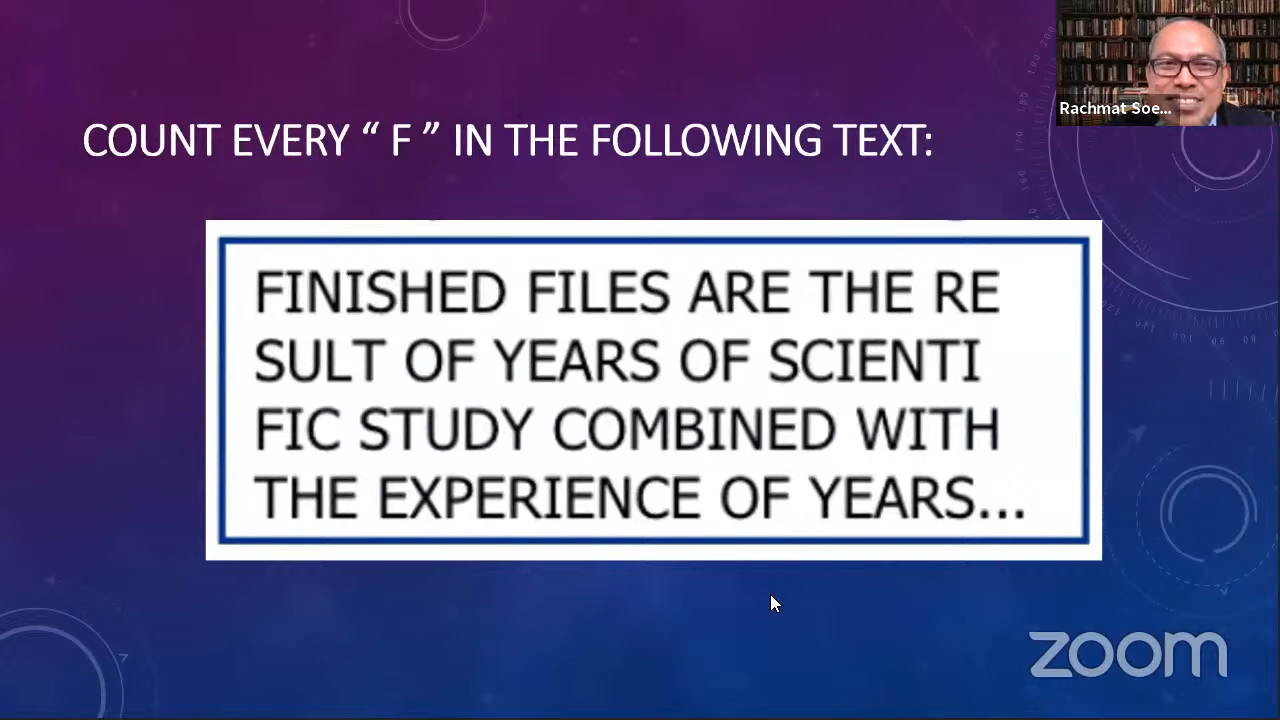 Rachmat Soe...
COUNT EVERY “ F ” IN THE FOLLOWING TEXT:
FINISHED FILES ARE THE RE
SULT OF YEARS OF SCIENTI
FIC STUDY COMBINED WITH
THE EXPERIENCE OF YEARS...
zoom